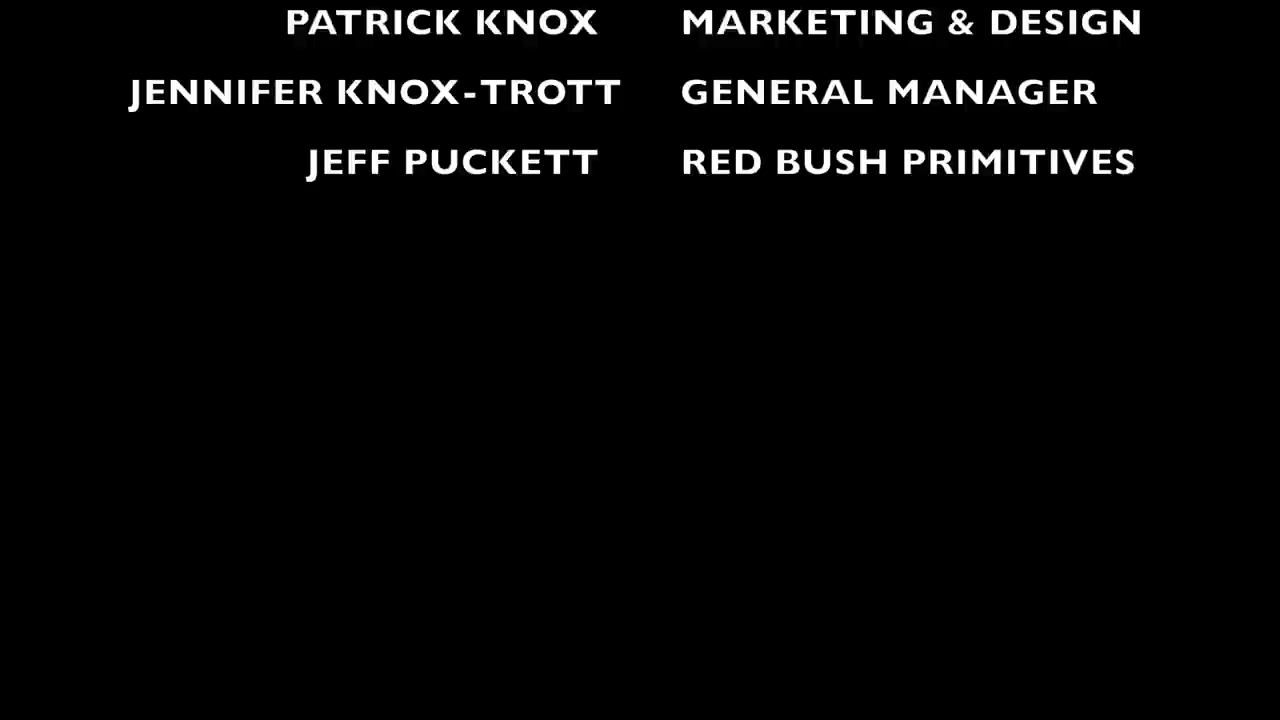 PATRICK KNOX MARKETING & DESIGN
JENNIFER KNOX-TROTT GENERAL MANAGER
JEFF PUCKETT RED BUSH PRIMITIVES